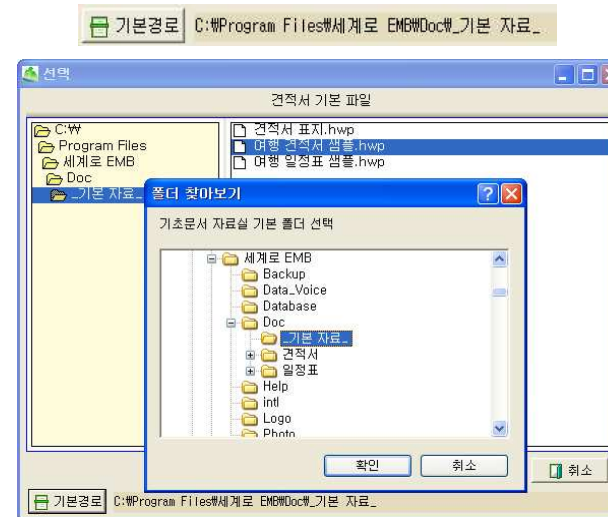 기본경로 C:₩Program Files₩세계로 EMB₩Doc₩_기본 자료_
선택
견적서 기본 파일
C:₩
Program Files
세계로 EMB
Doc
_기본 자료_
견적서 표지.hwp
여행 견적서 샘플.hwp
여행 일정표 샘플.hwp
폴더 찾아보기
기초문서 자료실 기본 폴더 선택
세계로 EMB
Backup
Data_Voice
Database
Doc
_기본 자료_
견적서
일정표
Help
intl
Logo
Photo
확인 취소
취소
기본경로 C:₩Program Files₩세계로 EMB₩Doc₩_기본 자료_